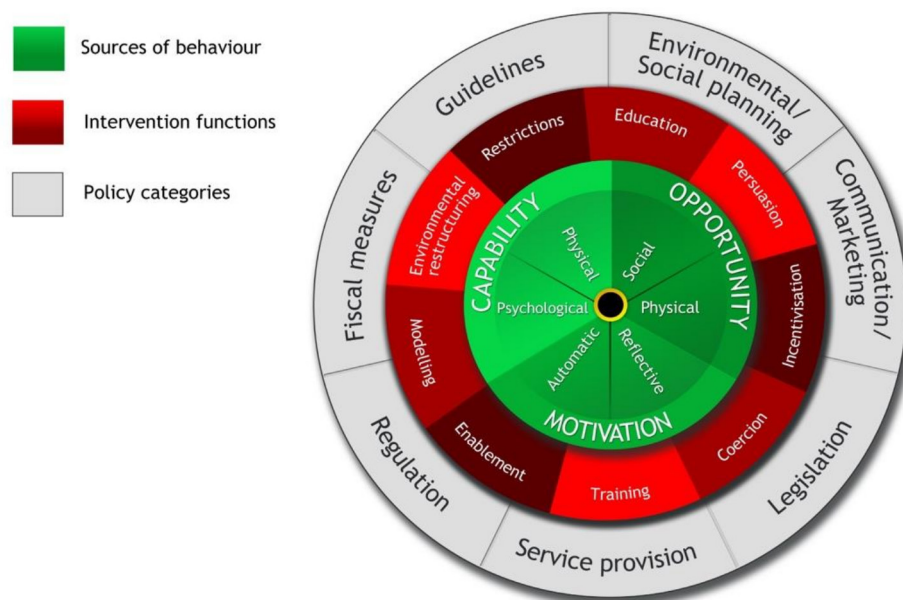 Sources of behaviour
Intervention functions
Policy categories
Guidelines
Environmental/
Social planning
Communication/
Marketing
Legislation
Service provision
Regulation
Fiscal measures
Restrictions
Education
Persuasion
Incentivisation
Coercion
Training
Enablement
Modelling
Environmental
restructuring
CAPABILITY
OPPORTUNITY
MOTIVATION
Physical
Social
Psychological
Physical
Automatic
Reflective